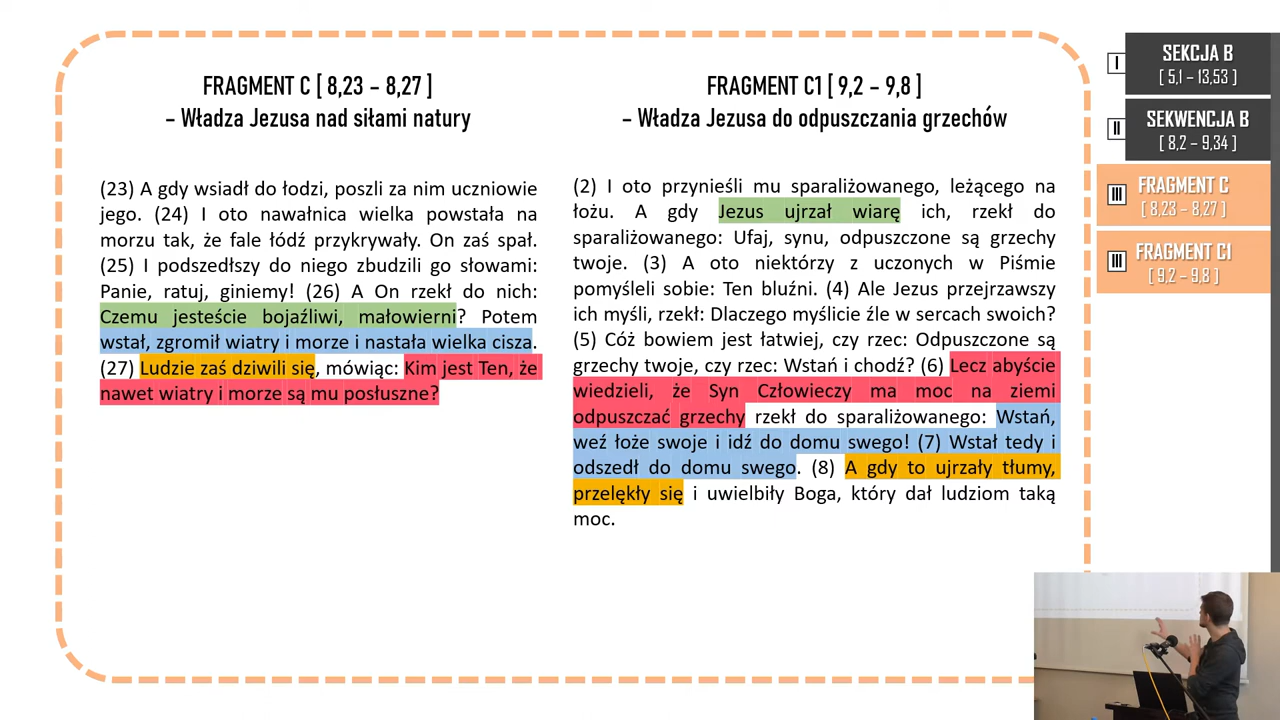 FRAGMENT C [ 8,23 – 8,27 ]
– Władza Jezusa nad siłami natury
(23) A gdy wsiadł do łodzi, poszli za nim uczniowie
jego. (24) I oto nawałnica wielka powstała na
morzu tak, że fale łódź przykrywały. On zaś spał.
(25) I podszedłszy do niego zbudzili go słowami:
Panie, ratuj, giniemy! (26) A On rzekł do nich:
Czemu jesteście bojaźliwi, małowierni? Potem
wstał, zgromił wiatry i morze i nastała wielka cisza.
(27) Ludzie zaś dziwili się, mówiąc: Kim jest Ten, że
nawet wiatry i morze są mu posłuszne?
FRAGMENT C1 [ 9,2 – 9,8 ]
– Władza Jezusa do odpuszczania grzechów
(2) I oto przynieśli mu sparaliżowanego, leżącego na
łożu. A gdy Jezus ujrzał wiarę ich, rzekł do
sparaliżowanego: Ufaj, synu, odpuszczone są grzechy
twoje. (3) A oto niektórzy z uczonych w Piśmie
pomyśleli sobie: Ten bluźni. (4) Ale Jezus przejrzawszy
ich myśli, rzekł: Dlaczego myślicie źle w sercach swoich?
(5) Cóż bowiem jest łatwiej, czy rzec: Odpuszczone są
grzechy twoje, czy rzec: Wstań i chodź? (6) Lecz abyście
wiedzieli, że Syn Człowieczy ma moc na ziemi
odpuszczać grzechy rzekł do sparaliżowanego: Wstań,
weź łoże swoje i idź do domu swego! (7) Wstał tedy i
odszedł do domu swego. (8) A gdy to ujrzały tłumy,
przelękły się i uwielbiły Boga, który dał ludziom taką
moc.
I
SEKCJA B
[ 5,1 – 13,53 ]
II
SEKWENCJA B
[ 8,2 – 9,34 ]
III
FRAGMENT C
[ 8,23 – 8,27 ]
III
FRAGMENT C1
[ 9,2 – 9,8 ]